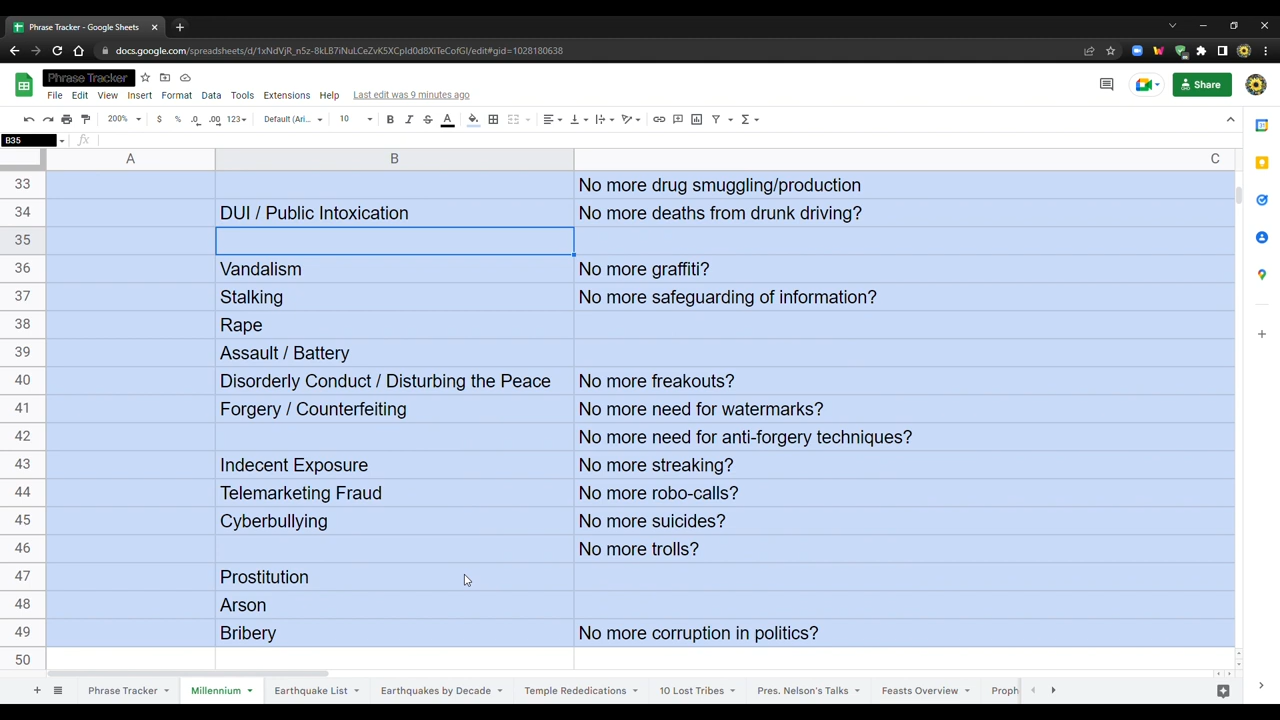 Phrase Tracker - Google Sheets
docs.google.com/spreadsheets/d/1xNdVjR_n5z-8kLB7iNuLCeZvK5XCpld0d8XiTeCofGI/edit#gid=1028180638
Phrase Tracker
File Edit View Insert Format Data Tools Extensions Help Last edit was 9 minutes ago
Share
200% $ % .0 .00 123 Default (Ari... 10 B I S A
B35 fx
A B C
33 No more drug smuggling/production
34 DUI / Public Intoxication No more deaths from drunk driving?
35
36 Vandalism No more graffiti?
37 Stalking No more safeguarding of information?
38 Rape
39 Assault / Battery
40 Disorderly Conduct / Disturbing the Peace No more freakouts?
41 Forgery / Counterfeiting No more need for watermarks?
42 No more need for anti-forgery techniques?
43 Indecent Exposure No more streaking?
44 Telemarketing Fraud No more robo-calls?
45 Cyberbullying No more suicides?
46 No more trolls?
47 Prostitution
48 Arson
49 Bribery No more corruption in politics?
50
Phrase Tracker Millennium Earthquake List Earthquakes by Decade Temple Rededications 10 Lost Tribes Pres. Nelson's Talks Feasts Overview Proph